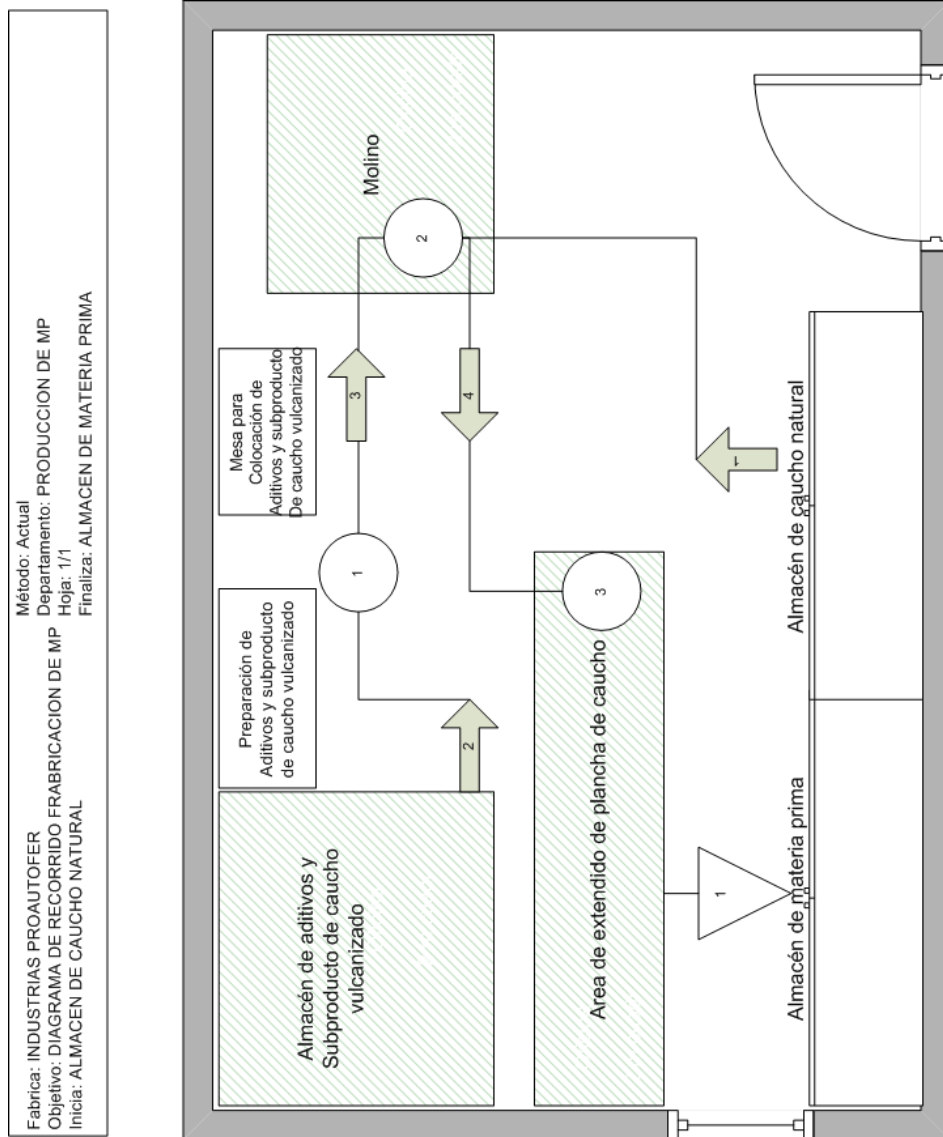 Fabrica: INDUSTRIAS PROAUTOFER
Objetivo: DIAGRAMA DE RECORRIDO FRABRICACION DE MP
Inicia: ALMACEN DE CAUCHO NATURAL
Método: Actual
Departamento: PRODUCCION DE MP
Hoja: 1/1
Finaliza: ALMACEN DE MATERIA PRIMA
Almacén de aditivos y
Subproducto de caucho
vulcanizado
Preparación de
Aditivos y subproducto
de caucho vulcanizado
Mesa para
Colocación de
Aditivos y subproducto
De caucho vulcanizado
Molino
1
3
2
2
4
Area de extendido de plancha de caucho
3
1
1
Almacén de materia prima
Almacén de caucho natural